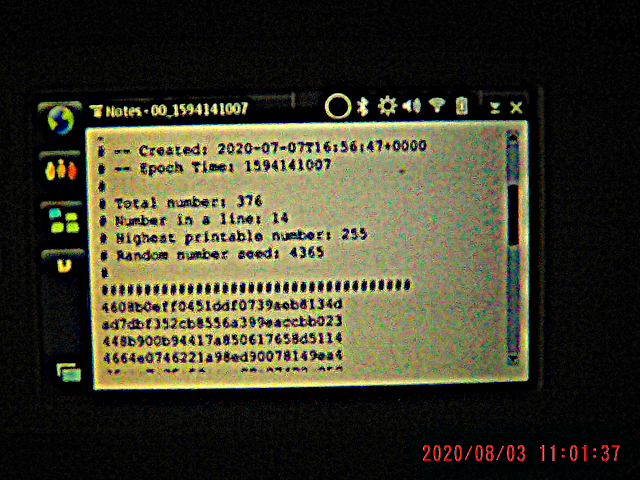 Notes - 00_1594141007
# -- Created: 2020-07-07T16:56:47+0000
# -- Epoch Time: 1594141007
#
# Total number: 376
# Number in a line: 14
# Highest printable number: 255
# Random number seed: 4365
#
4608b0eff0451ddf0739aeb8134d
ad7dbf352cb8556a399eaccbb023
448b900b94417a850617658d5114
4664e0746221a98ed90078149ea4
2020/08/03 11:01:37